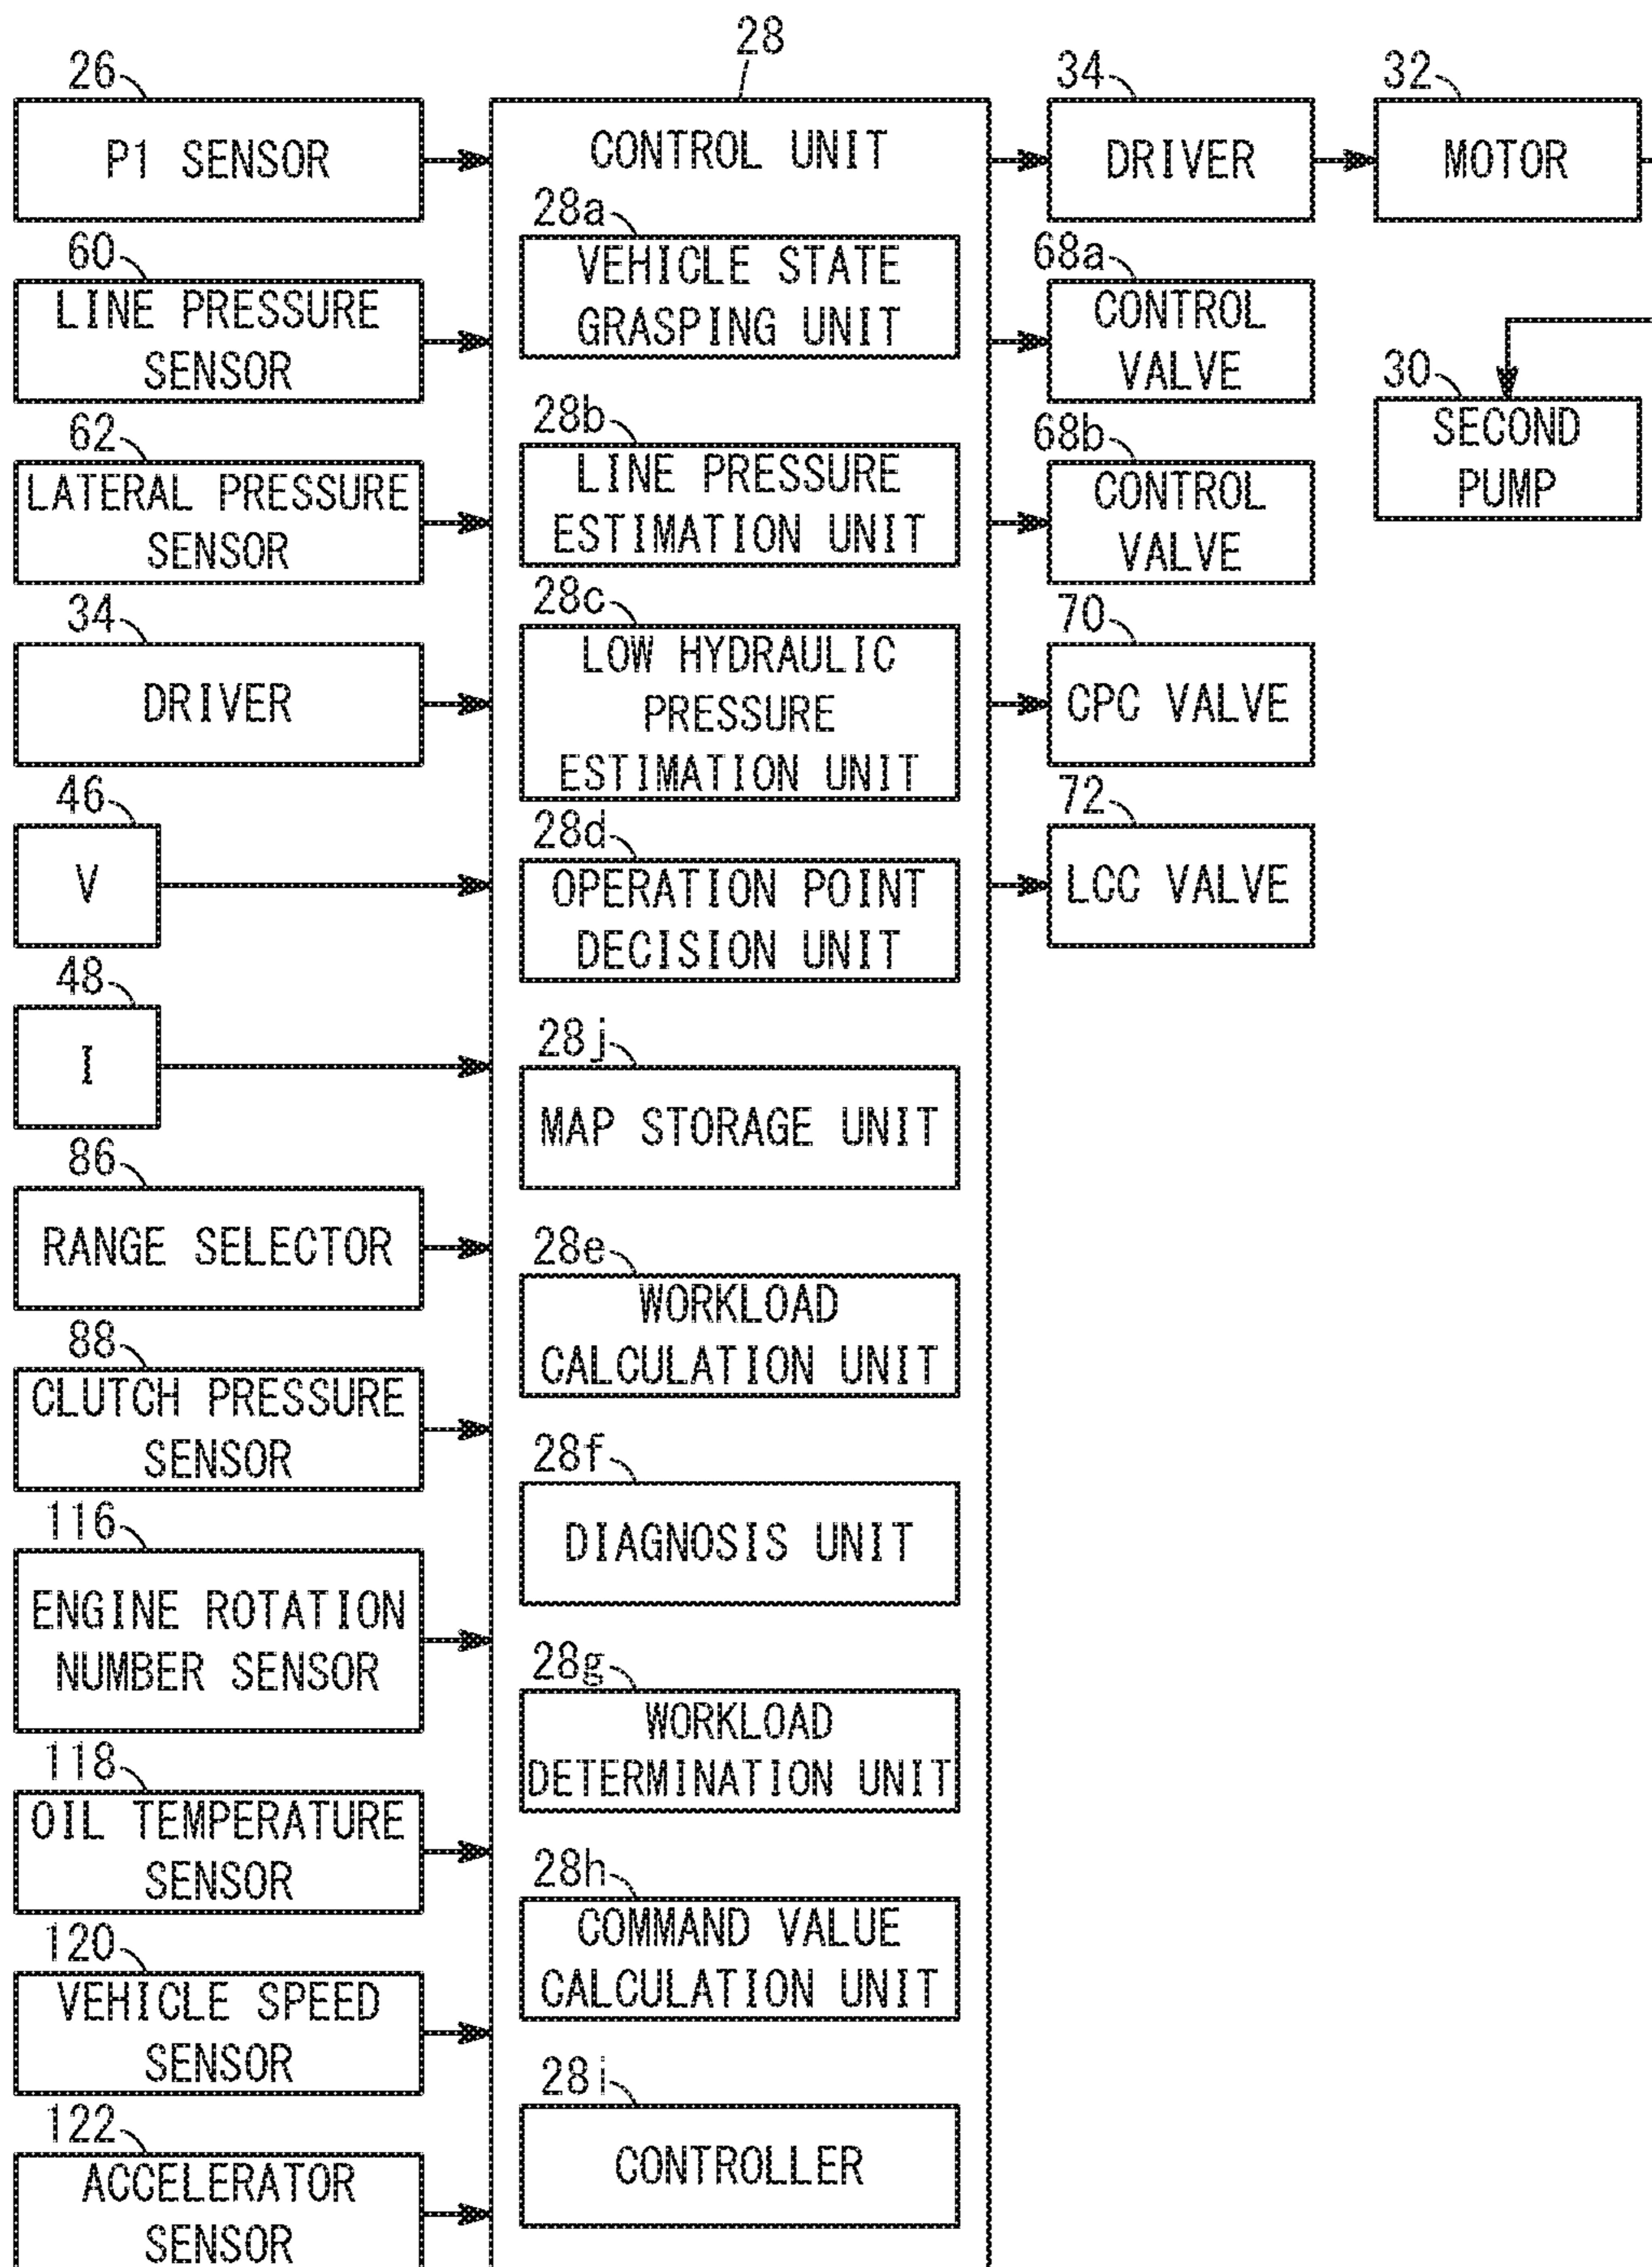 26
P1 SENSOR
60
LINE PRESSURE
SENSOR
62
LATERAL PRESSURE
SENSOR
34
DRIVER
46
V
48
I
86
RANGE SELECTOR
88
CLUTCH PRESSURE
SENSOR
116
ENGINE ROTATION
NUMBER SENSOR
118
OIL TEMPERATURE
SENSOR
120
VEHICLE SPEED
SENSOR
122
ACCELERATOR
SENSOR
28
CONTROL UNIT
28a
VEHICLE STATE
GRASPING UNIT
28b
LINE PRESSURE
ESTIMATION UNIT
28c
LOW HYDRAULIC
PRESSURE
ESTIMATION UNIT
28d
OPERATION POINT
DECISION UNIT
28j
MAP STORAGE UNIT
28e
WORKLOAD
CALCULATION UNIT
28f
DIAGNOSIS UNIT
28g
WORKLOAD
DETERMINATION UNIT
28h
COMMAND VALUE
CALCULATION UNIT
28i
CONTROLLER
34
DRIVER
68a
CONTROL
VALVE
68b
CONTROL
VALVE
70
CPC VALVE
72
LCC VALVE
32
MOTOR
30
SECOND
PUMP